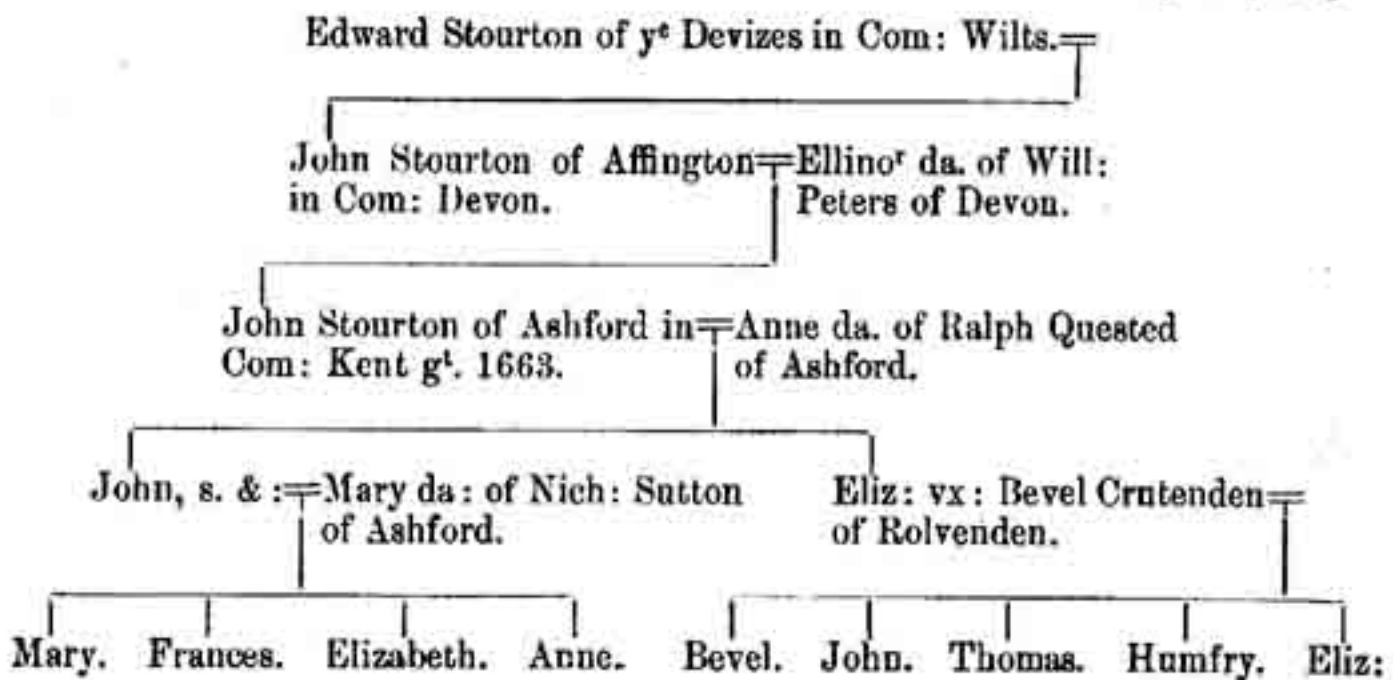 Edward Stourton of yᵉ Devizes in Com: Wilts.
John Stourton of Affington
in Com: Devon.
Ellinoʳ da. of Will:
Peters of Devon.
John Stourton of Ashford in
Com: Kent gᵗ. 1663.
Anne da. of Ralph Quested
of Ashford.
John, s. & :
Mary da: of Nich: Sutton
of Ashford.
Eliz: vx: Bevel Crutenden
of Rolvenden.
Mary. Frances. Elizabeth. Anne. Bevel. John. Thomas. Humfry. Eliz: